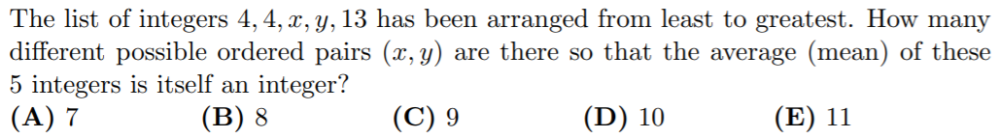 The list of integers 4, 4, x, y, 13 has been arranged from least to greatest. How many
different possible ordered pairs (x, y) are there so that the average (mean) of these
5 integers is itself an integer?
(A) 7 (B) 8 (C) 9 (D) 10 (E) 11